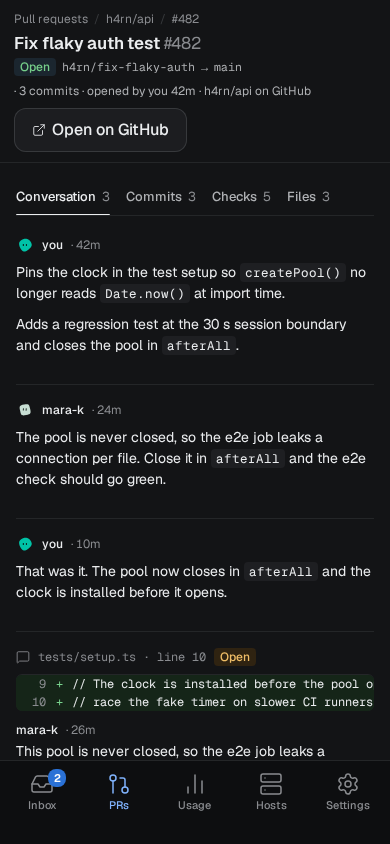 Pull requests / h4rn/api / #482
Fix flaky auth test #482
Open h4rn/fix-flaky-auth → main
· 3 commits · opened by you 42m · h4rn/api on GitHub
Open on GitHub
Conversation 3 Commits 3 Checks 5 Files 3
you · 42m
Pins the clock in the test setup so createPool() no
longer reads Date.now() at import time.
Adds a regression test at the 30 s session boundary
and closes the pool in afterAll.
mara-k · 24m
The pool is never closed, so the e2e job leaks a
connection per file. Close it in afterAll and the e2e
check should go green.
you · 10m
That was it. The pool now closes in afterAll and the
clock is installed before it opens.
tests/setup.ts · line 10 Open
9 + // The clock is installed before the pool o
10 + // race the fake timer on slower CI runners
mara-k · 26m
This pool is never closed, so the e2e job leaks a
2
Inbox PRs Usage Hosts Settings